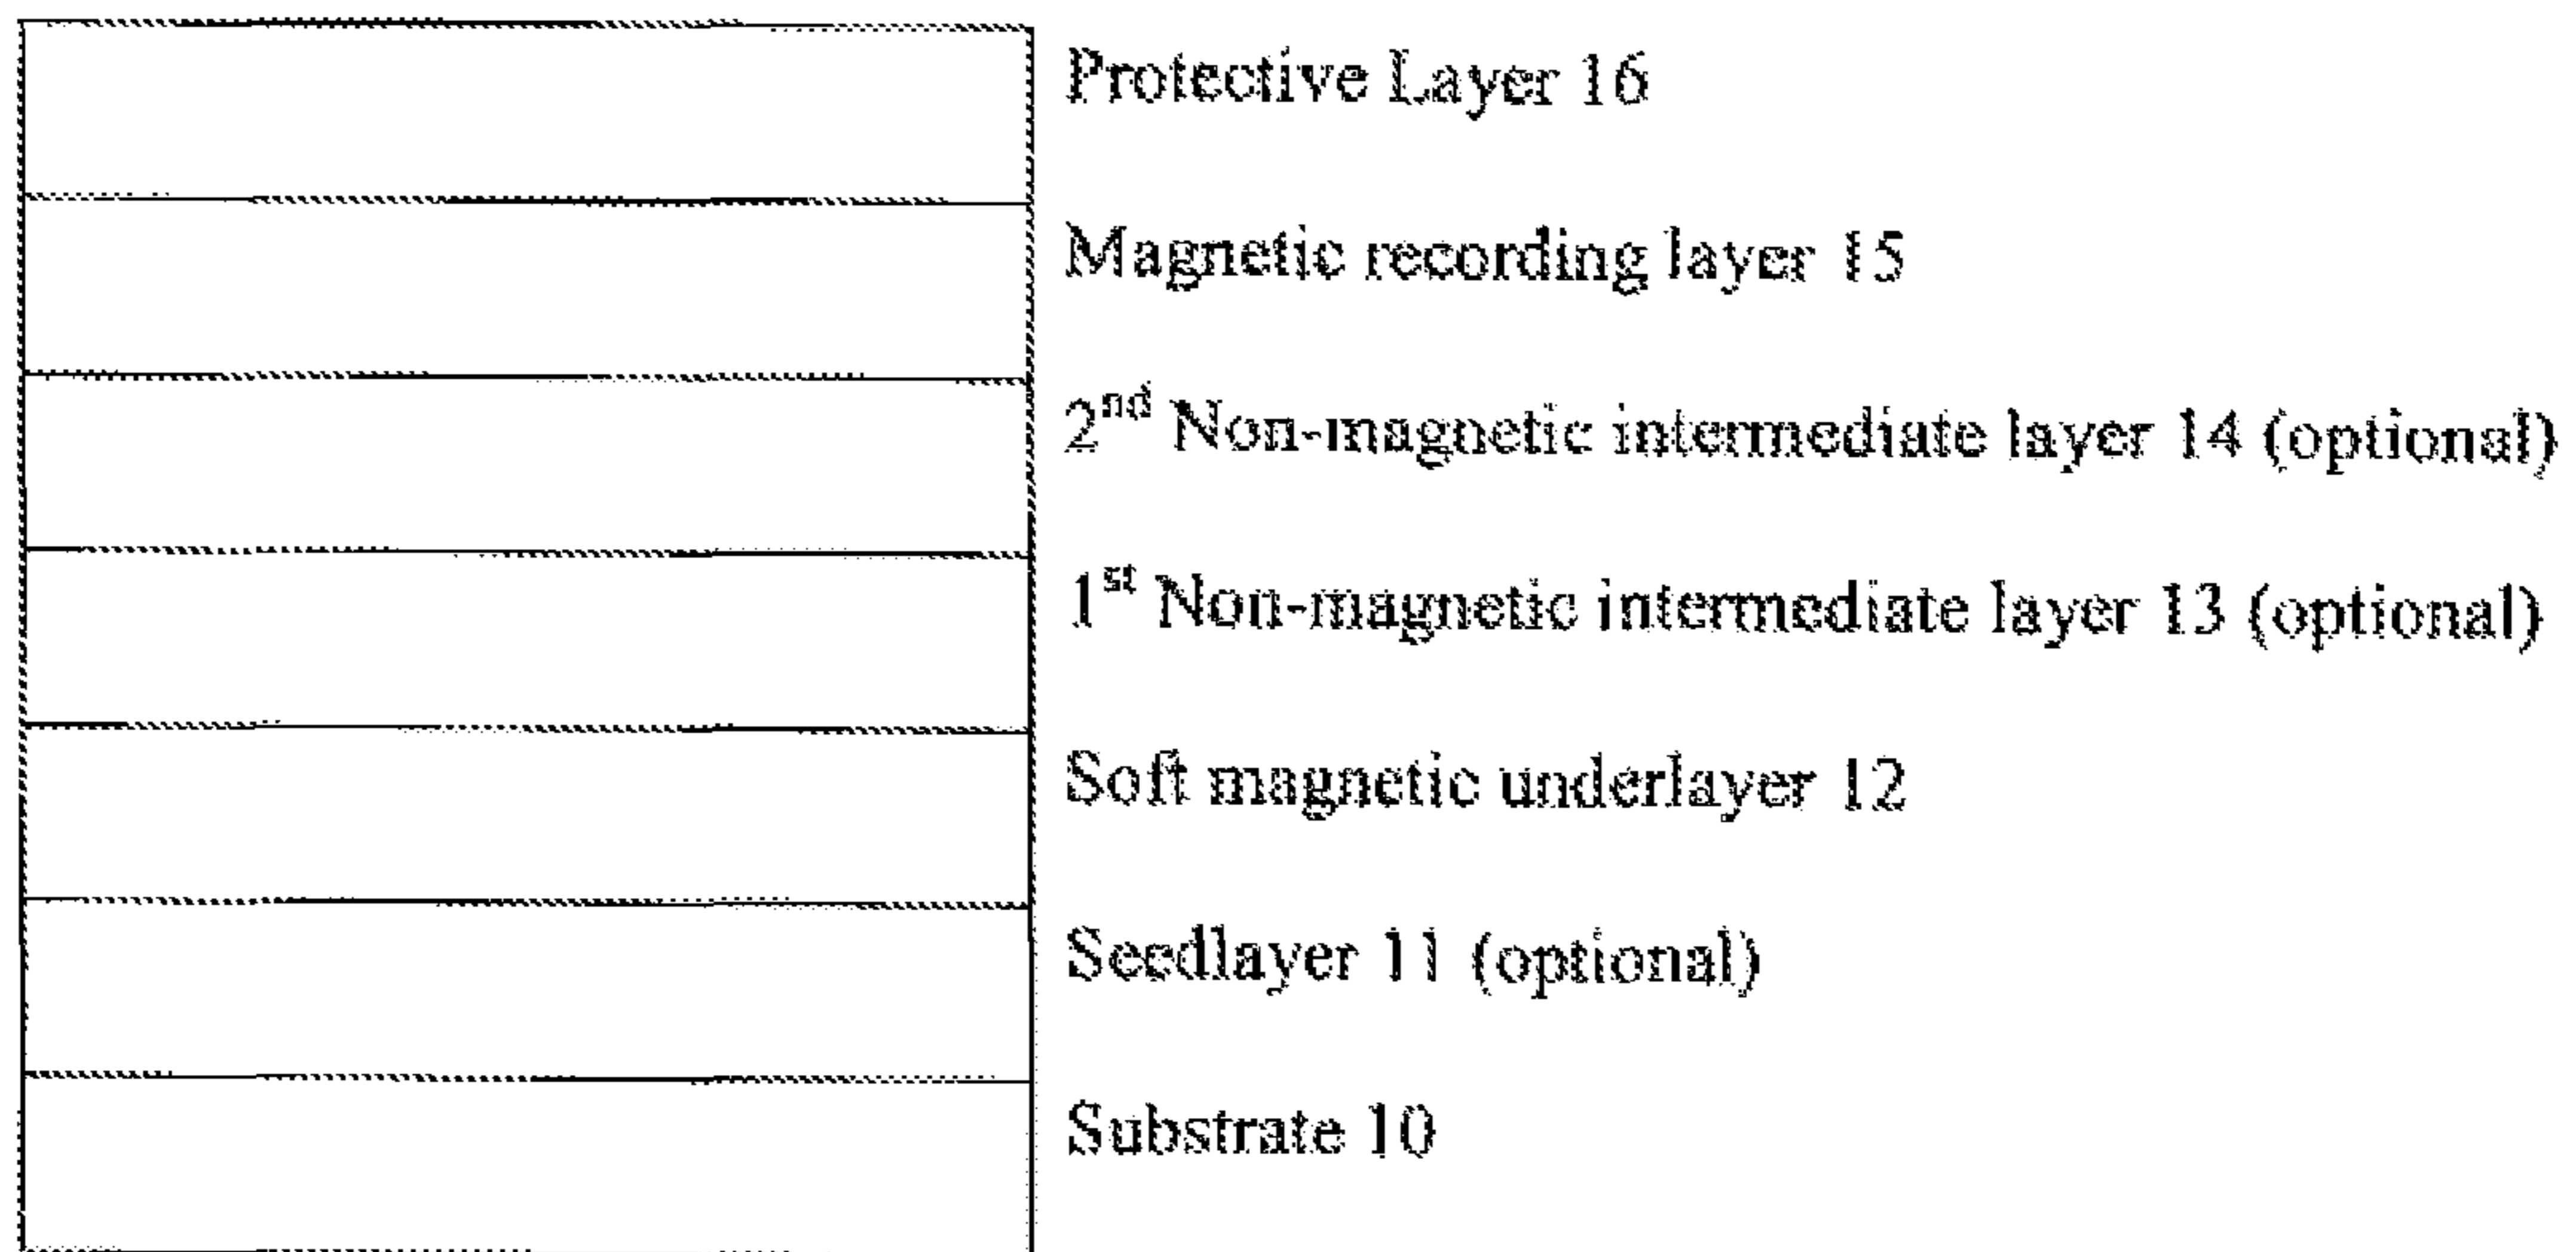 Protective Layer 16
Magnetic recording layer 15
2nd Non-magnetic intermediate layer 14 (optional)
1st Non-magnetic intermediate layer 13 (optional)
Soft magnetic underlayer 12
Seedlayer 11 (optional)
Substrate 10